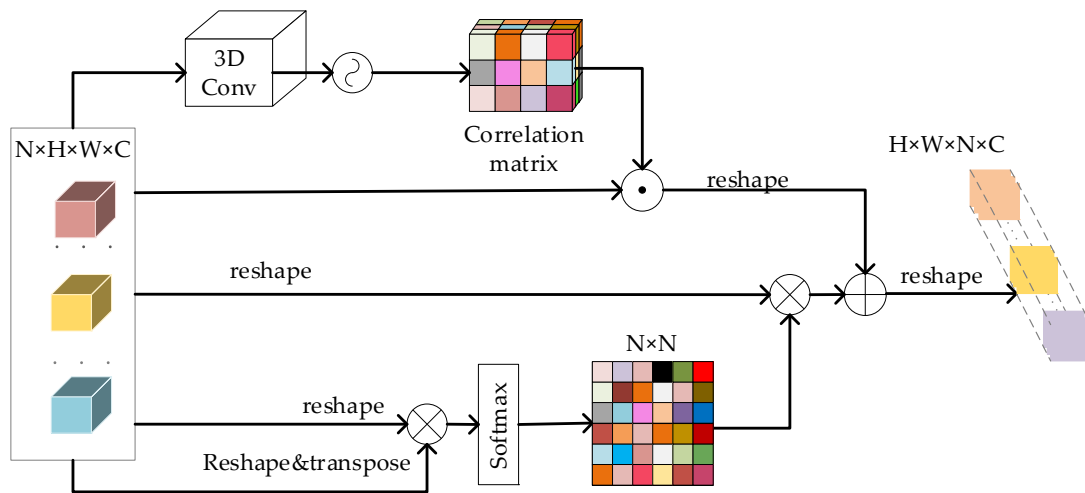 3D
Conv
Correlation
matrix
N×H×W×C
H×W×N×C
reshape
reshape
reshape
N×N
reshape
Softmax
Reshape&transpose